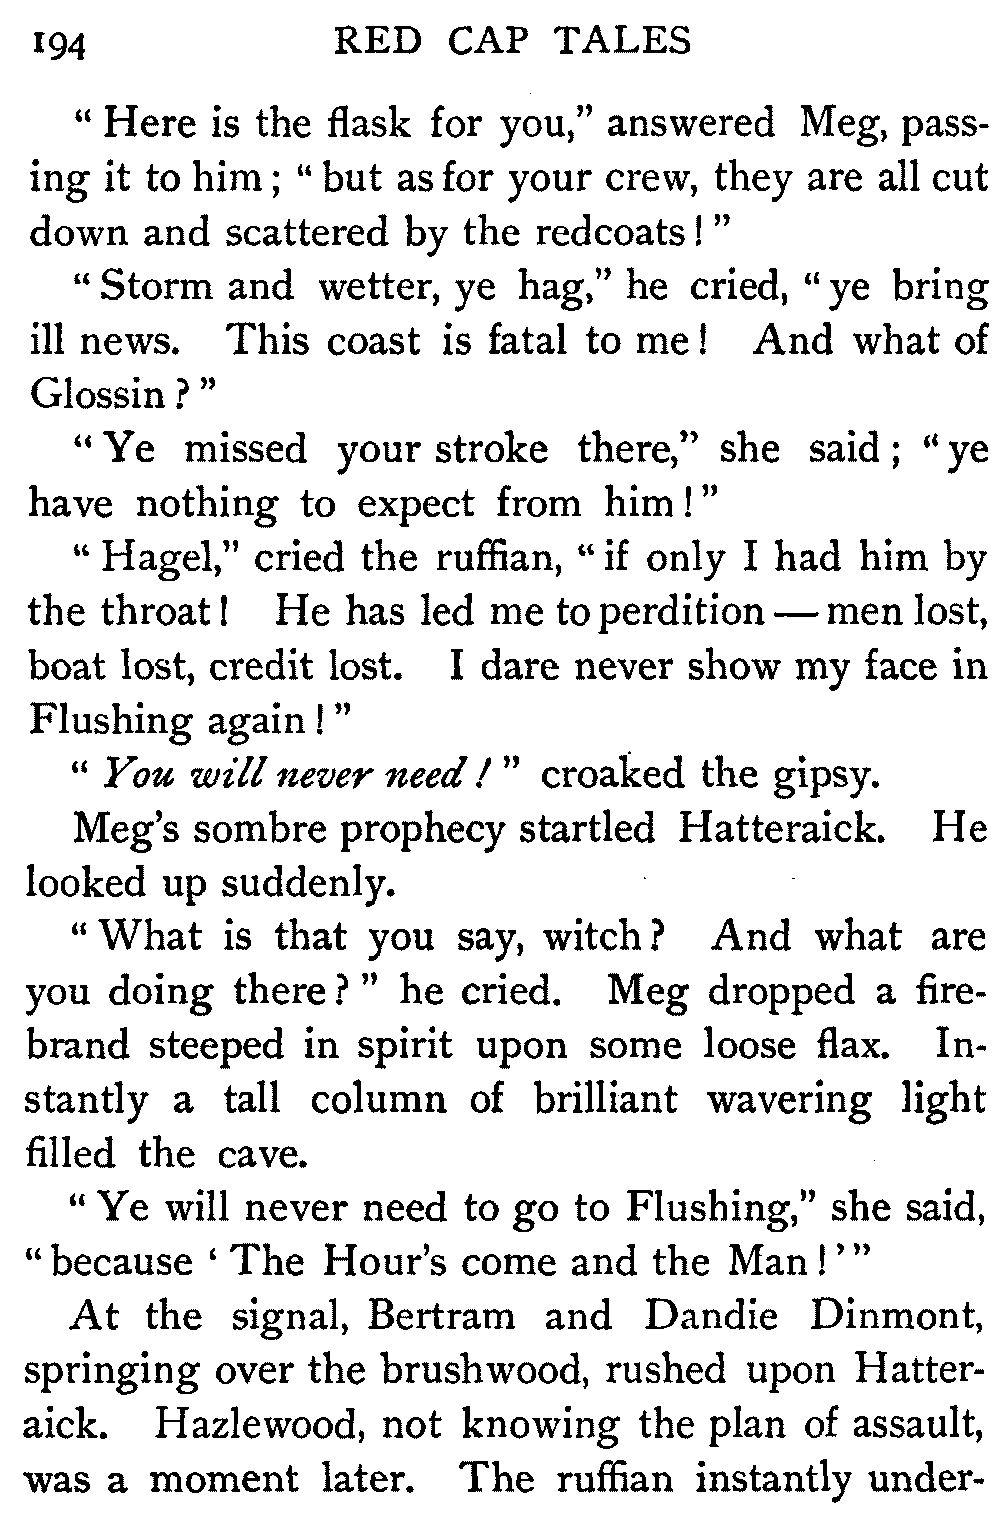 194 RED CAP TALES
“ Here is the flask for you,” answered Meg, pass-
ing it to him ; “ but as for your crew, they are all cut
down and scattered by the redcoats ! ”
“ Storm and wetter, ye hag,” he cried, “ ye bring
ill news. This coast is fatal to me ! And what of
Glossin ? ”
“ Ye missed your stroke there,” she said ; “ ye
have nothing to expect from him ! ”
“ Hagel,” cried the ruffian, “ if only I had him by
the throat ! He has led me to perdition — men lost,
boat lost, credit lost. I dare never show my face in
Flushing again ! ”
“ You will never need ! ” croaked the gipsy.
Meg’s sombre prophecy startled Hatteraick. He
looked up suddenly.
“ What is that you say, witch ? And what are
you doing there ? ” he cried. Meg dropped a fire-
brand steeped in spirit upon some loose flax. In-
stantly a tall column of brilliant wavering light
filled the cave.
“ Ye will never need to go to Flushing,” she said,
“ because ‘ The Hour’s come and the Man ! ’ ”
At the signal, Bertram and Dandie Dinmont,
springing over the brushwood, rushed upon Hatter-
aick. Hazlewood, not knowing the plan of assault,
was a moment later. The ruffian instantly under-